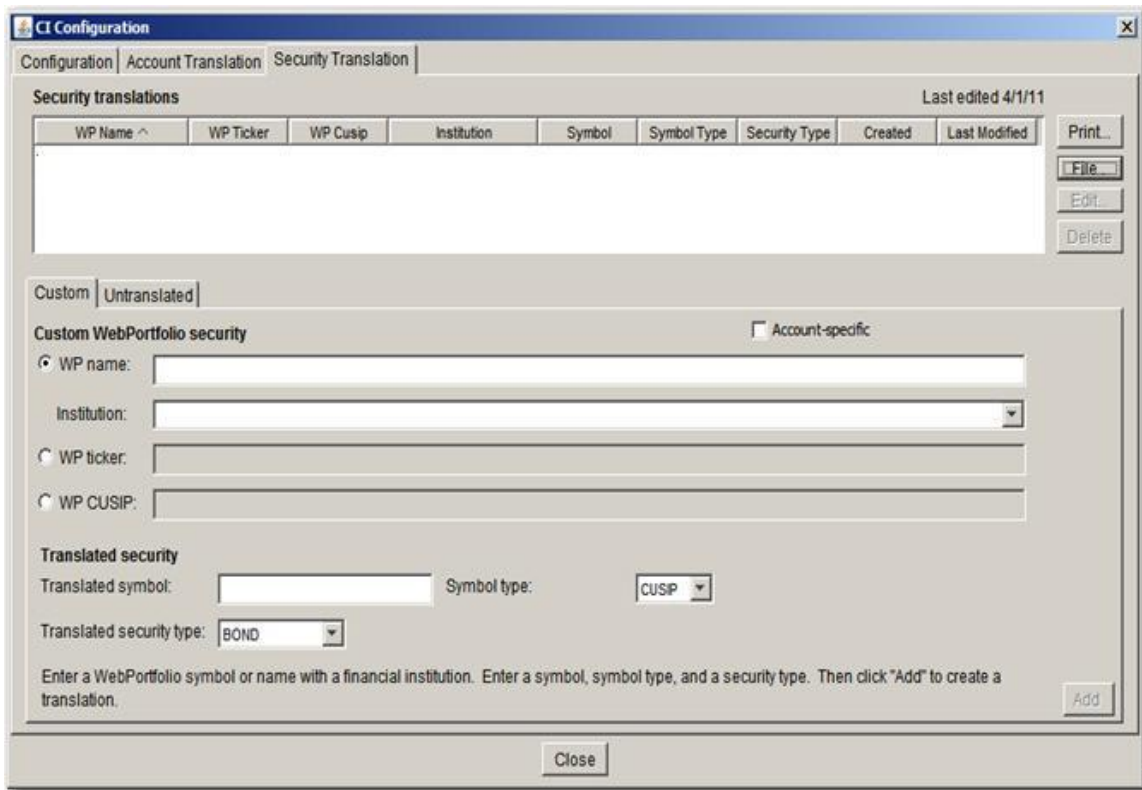 CI Configuration
Configuration Account Translation Security Translation
Security translations Last edited 4/1/11
WP Name WP Ticker WP Cusip Institution Symbol Symbol Type Security Type Created Last Modified
Print...
File...
Edit...
Delete
Custom Untranslated
Custom WebPortfolio security Account-specific
WP name:
Institution:
WP ticker:
WP CUSIP:
Translated security
Translated symbol: Symbol type: CUSIP
Translated security type: BOND
Enter a WebPortfolio symbol or name with a financial institution. Enter a symbol, symbol type, and a security type. Then click "Add" to create a
translation.
Add
Close